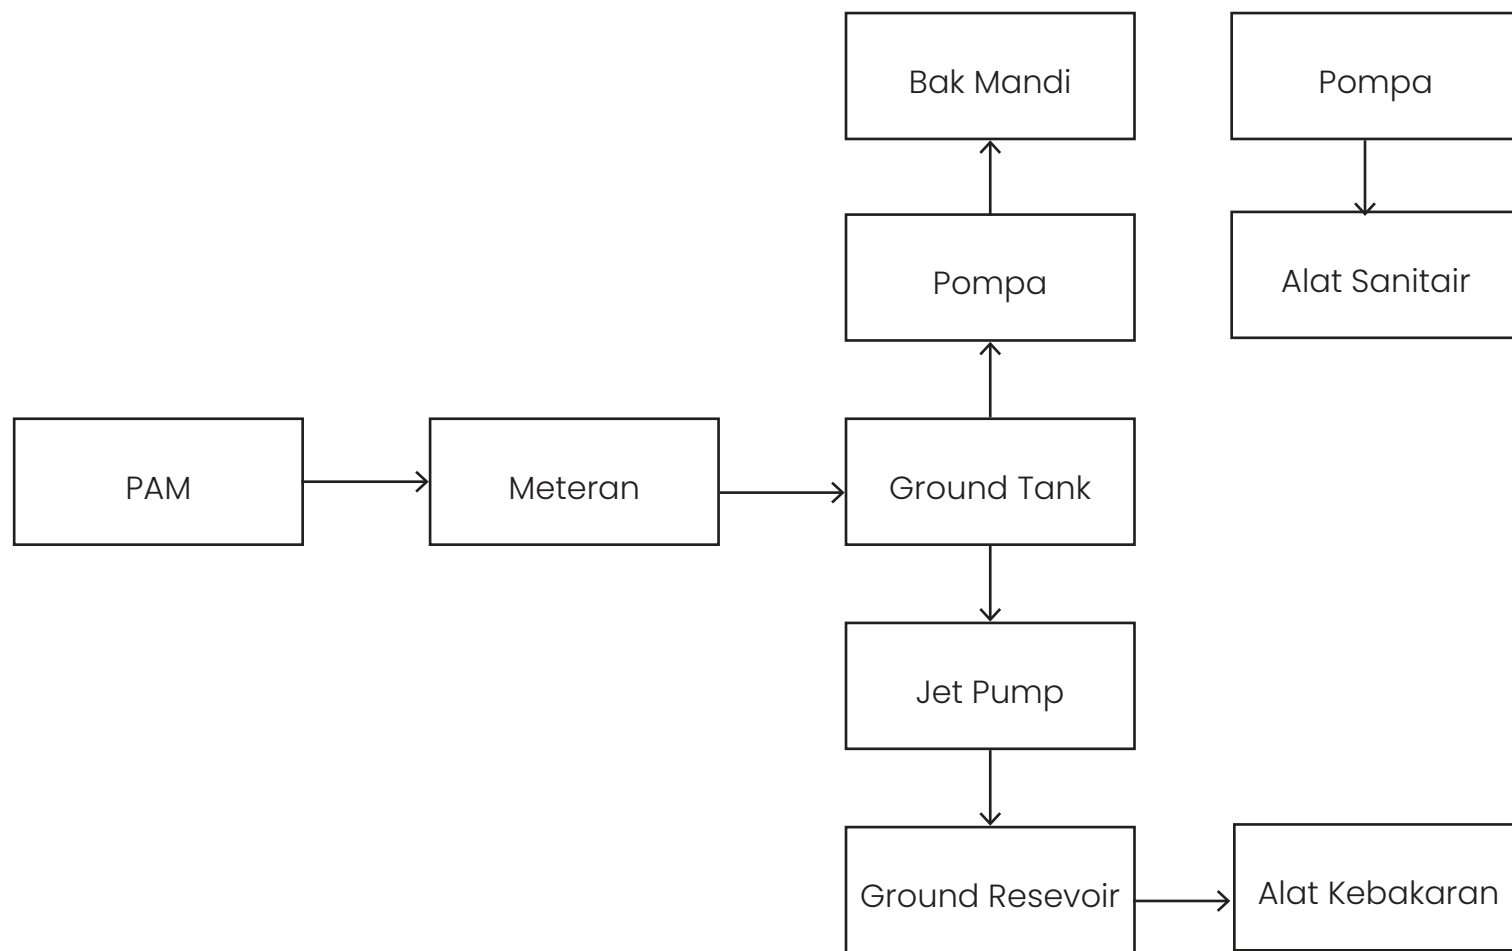 Bak Mandi
Pompa
Pompa
Alat Sanitair
PAM
Meteran
Ground Tank
Jet Pump
Ground Resevoir
Alat Kebakaran